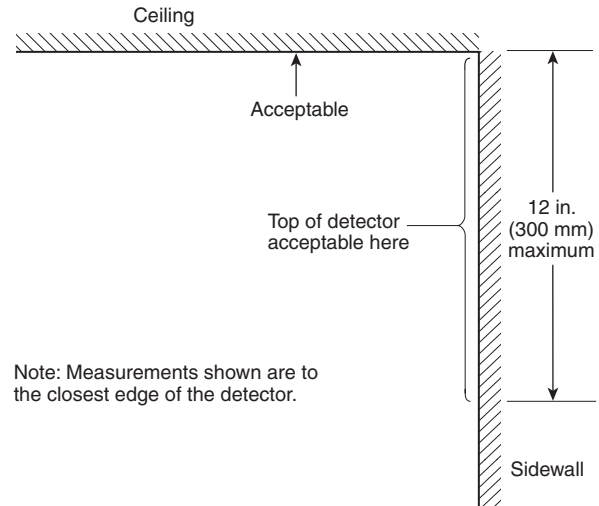 Ceiling
Acceptable
Top of detector
acceptable here
12 in.
(300 mm)
maximum
Note: Measurements shown are to
the closest edge of the detector.
Sidewall